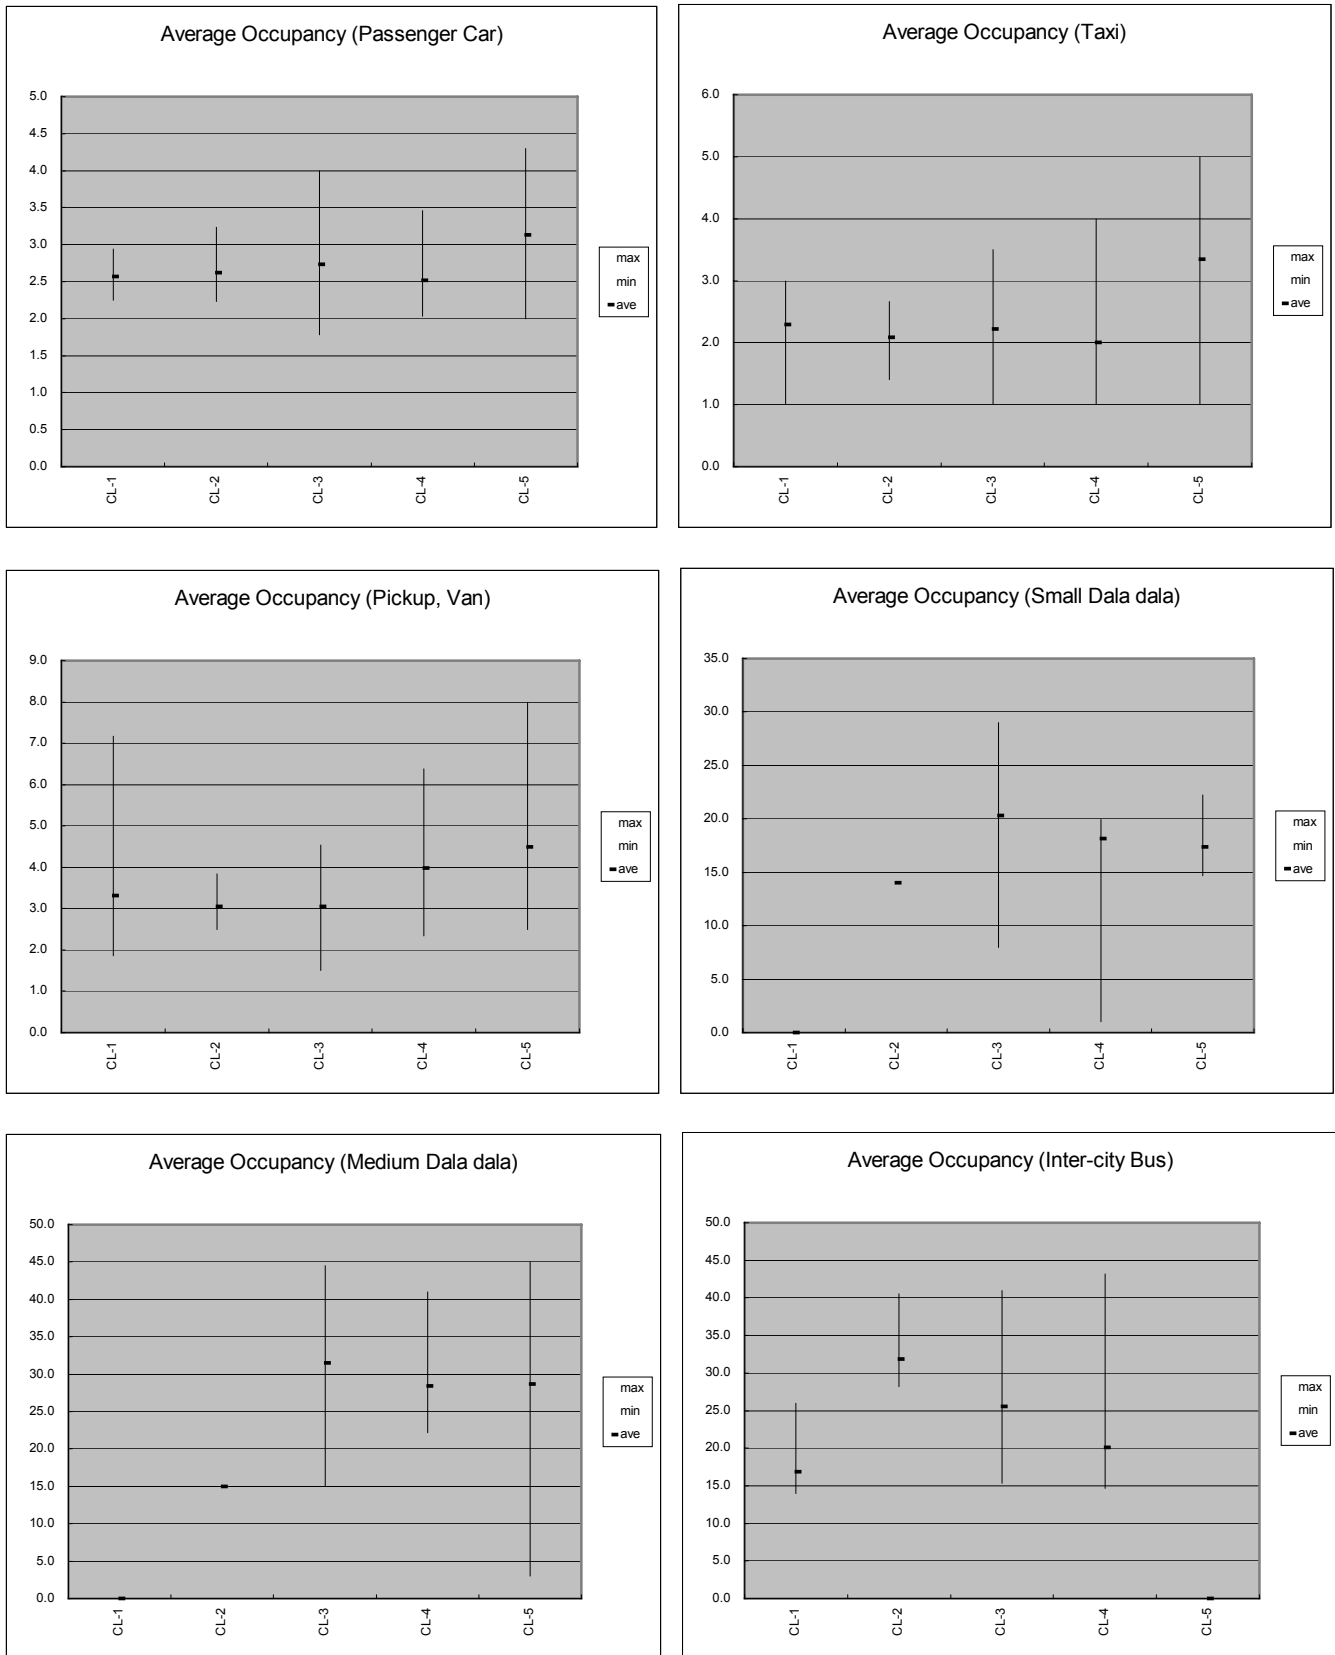 Average Occupancy (Passenger Car)
5.0
4.5
4.0
3.5
3.0
2.5
2.0
1.5
1.0
0.5
0.0
CL-1
CL-2
CL-3
CL-4
CL-5
max
min
ave
Average Occupancy (Taxi)
6.0
5.0
4.0
3.0
2.0
1.0
0.0
CL-1
CL-2
CL-3
CL-4
CL-5
max
min
ave
Average Occupancy (Pickup, Van)
9.0
8.0
7.0
6.0
5.0
4.0
3.0
2.0
1.0
0.0
CL-1
CL-2
CL-3
CL-4
CL-5
max
min
ave
Average Occupancy (Small Dala dala)
35.0
30.0
25.0
20.0
15.0
10.0
5.0
0.0
CL-1
CL-2
CL-3
CL-4
CL-5
max
min
ave
Average Occupancy (Medium Dala dala)
50.0
45.0
40.0
35.0
30.0
25.0
20.0
15.0
10.0
5.0
0.0
CL-1
CL-2
CL-3
CL-4
CL-5
max
min
ave
Average Occupancy (Inter-city Bus)
50.0
45.0
40.0
35.0
30.0
25.0
20.0
15.0
10.0
5.0
0.0
CL-1
CL-2
CL-3
CL-4
CL-5
max
min
ave